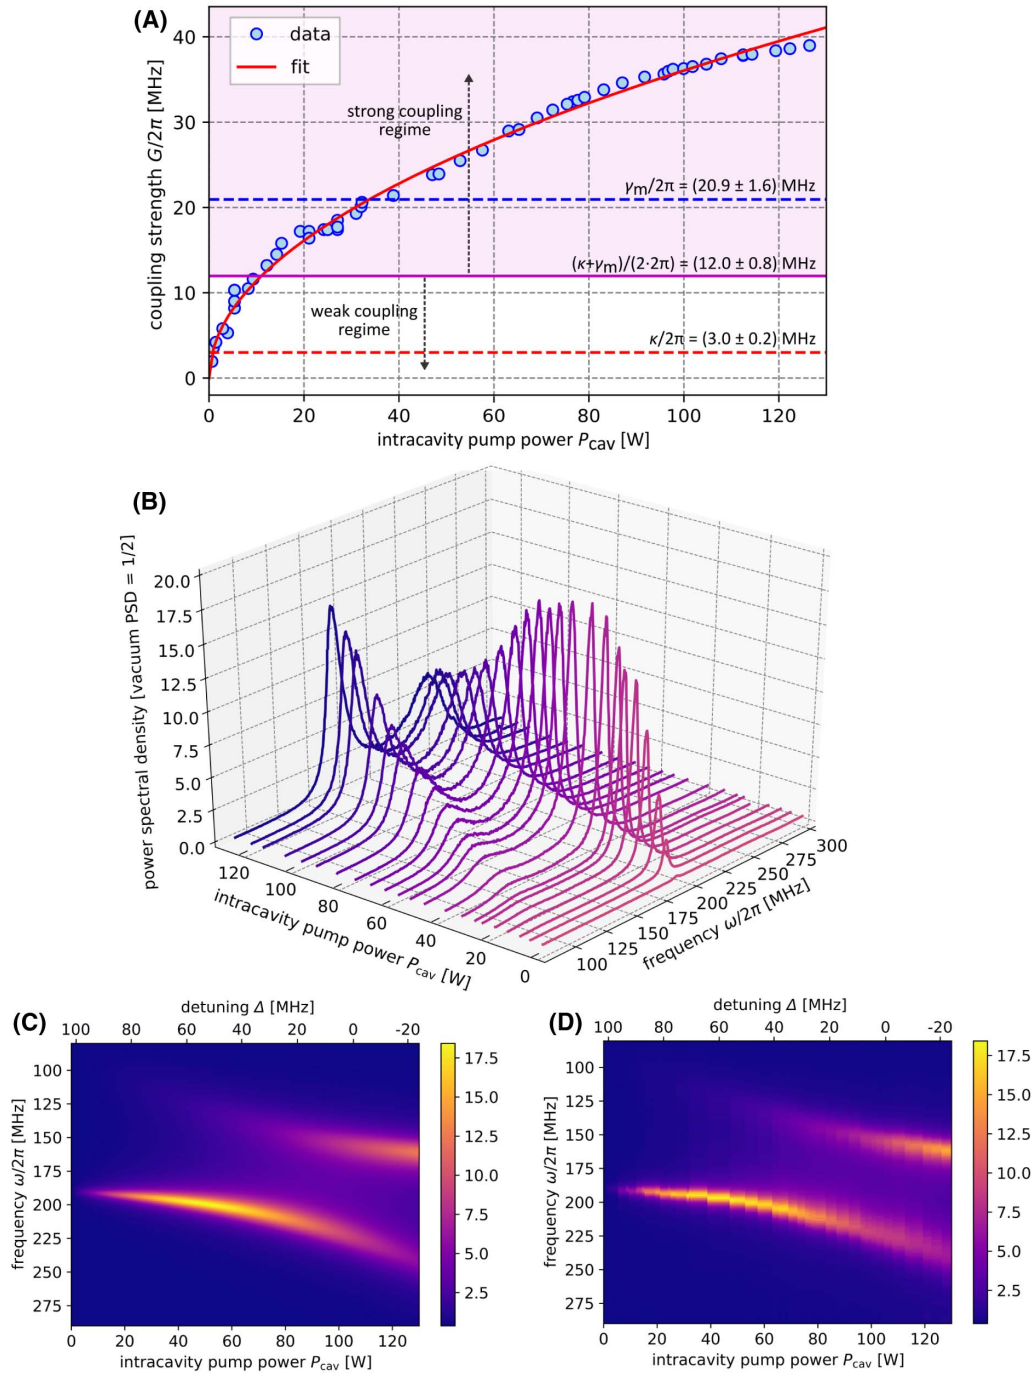 (A)
data
fit
coupling strength G/2π [MHz]
40
30
20
10
0
strong coupling
regime
γm/2π = (20.9 ± 1.6) MHz
(κ+γm)/(2·2π) = (12.0 ± 0.8) MHz
weak coupling
regime
κ/2π = (3.0 ± 0.2) MHz
0 20 40 60 80 100 120
intracavity pump power Pcav [W]
(B)
power spectral density [vacuum PSD = 1/2]
20.0
17.5
15.0
12.5
10.0
7.5
5.0
2.5
0.0
120
100
80
60
40
20
0
intracavity pump power Pcav [W]
300
275
250
225
200
175
150
125
100
frequency ω/2π [MHz]
(C)
detuning Δ [MHz]
100 80 60 40 20 0 -20
frequency ω/2π [MHz]
100
125
150
175
200
225
250
275
0 20 40 60 80 100 120
intracavity pump power Pcav [W]
17.5
15.0
12.5
10.0
7.5
5.0
2.5
(D)
detuning Δ [MHz]
100 80 60 40 20 0 -20
frequency ω/2π [MHz]
100
125
150
175
200
225
250
275
0 20 40 60 80 100 120
intracavity pump power Pcav [W]
17.5
15.0
12.5
10.0
7.5
5.0
2.5